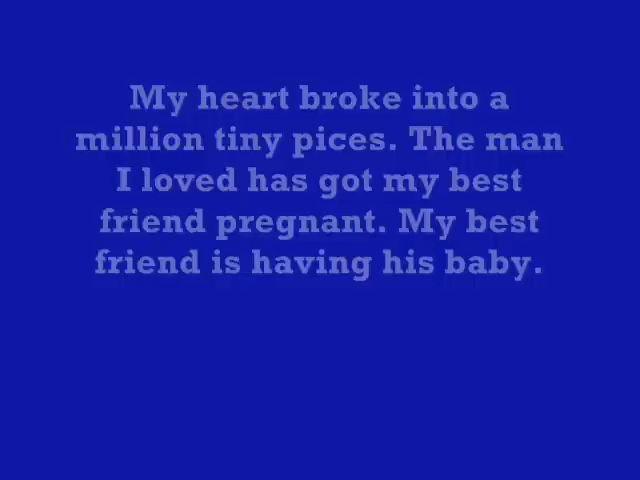 My heart broke into a
million tiny pices. The man
I loved has got my best
friend pregnant. My best
friend is having his baby.